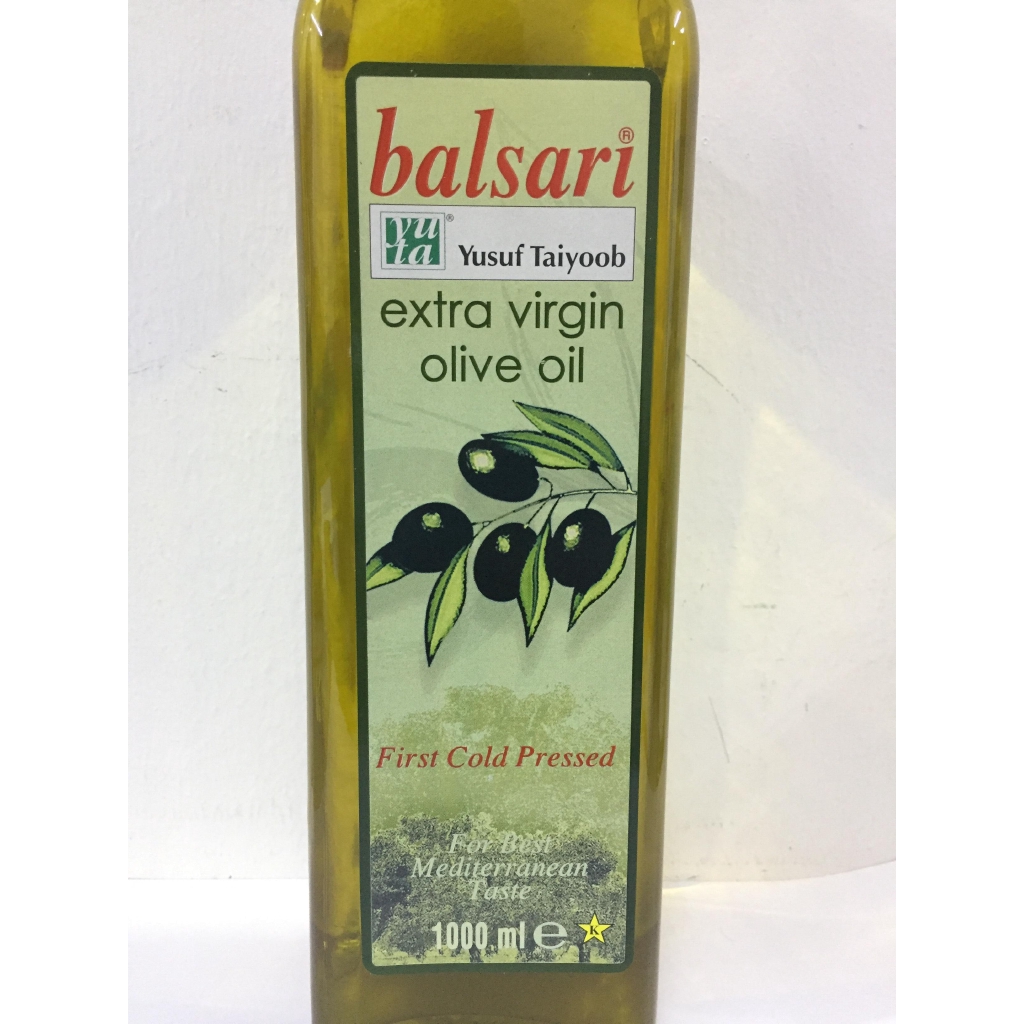 balsari®
yu
ta®
Yusuf Taiyoob
extra virgin
olive oil
First Cold Pressed
For Best
Mediterranean
Taste
1000 ml ℮ K